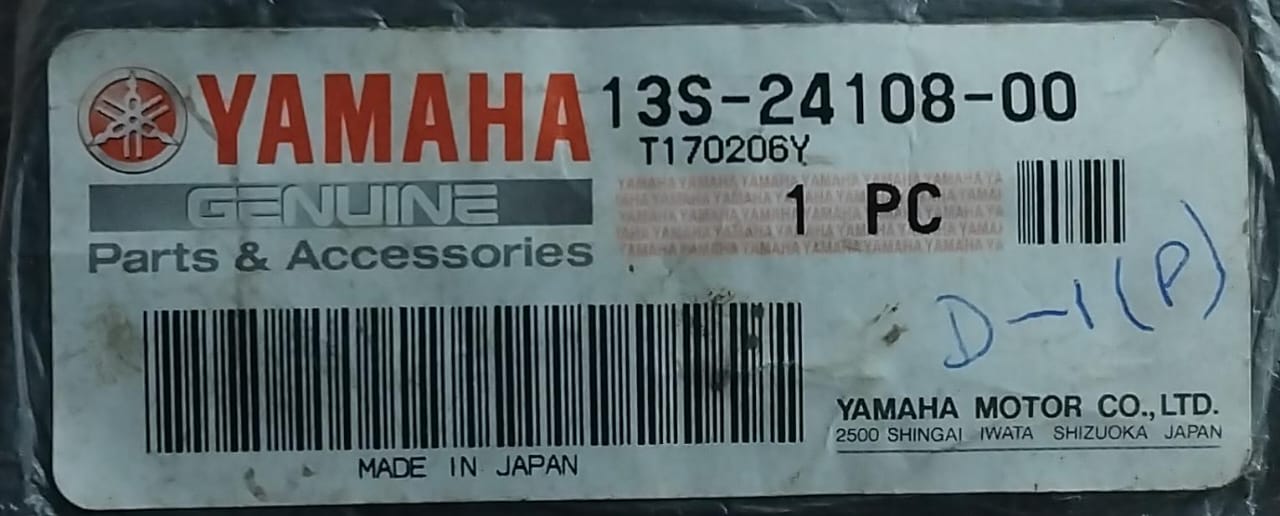 YAMAHA
GENUINE
Parts & Accessories
13S-24108-00
T170206Y
1 PC
D-1(P)
MADE IN JAPAN
YAMAHA MOTOR CO., LTD.
2500 SHINGAI IWATA SHIZUOKA JAPAN